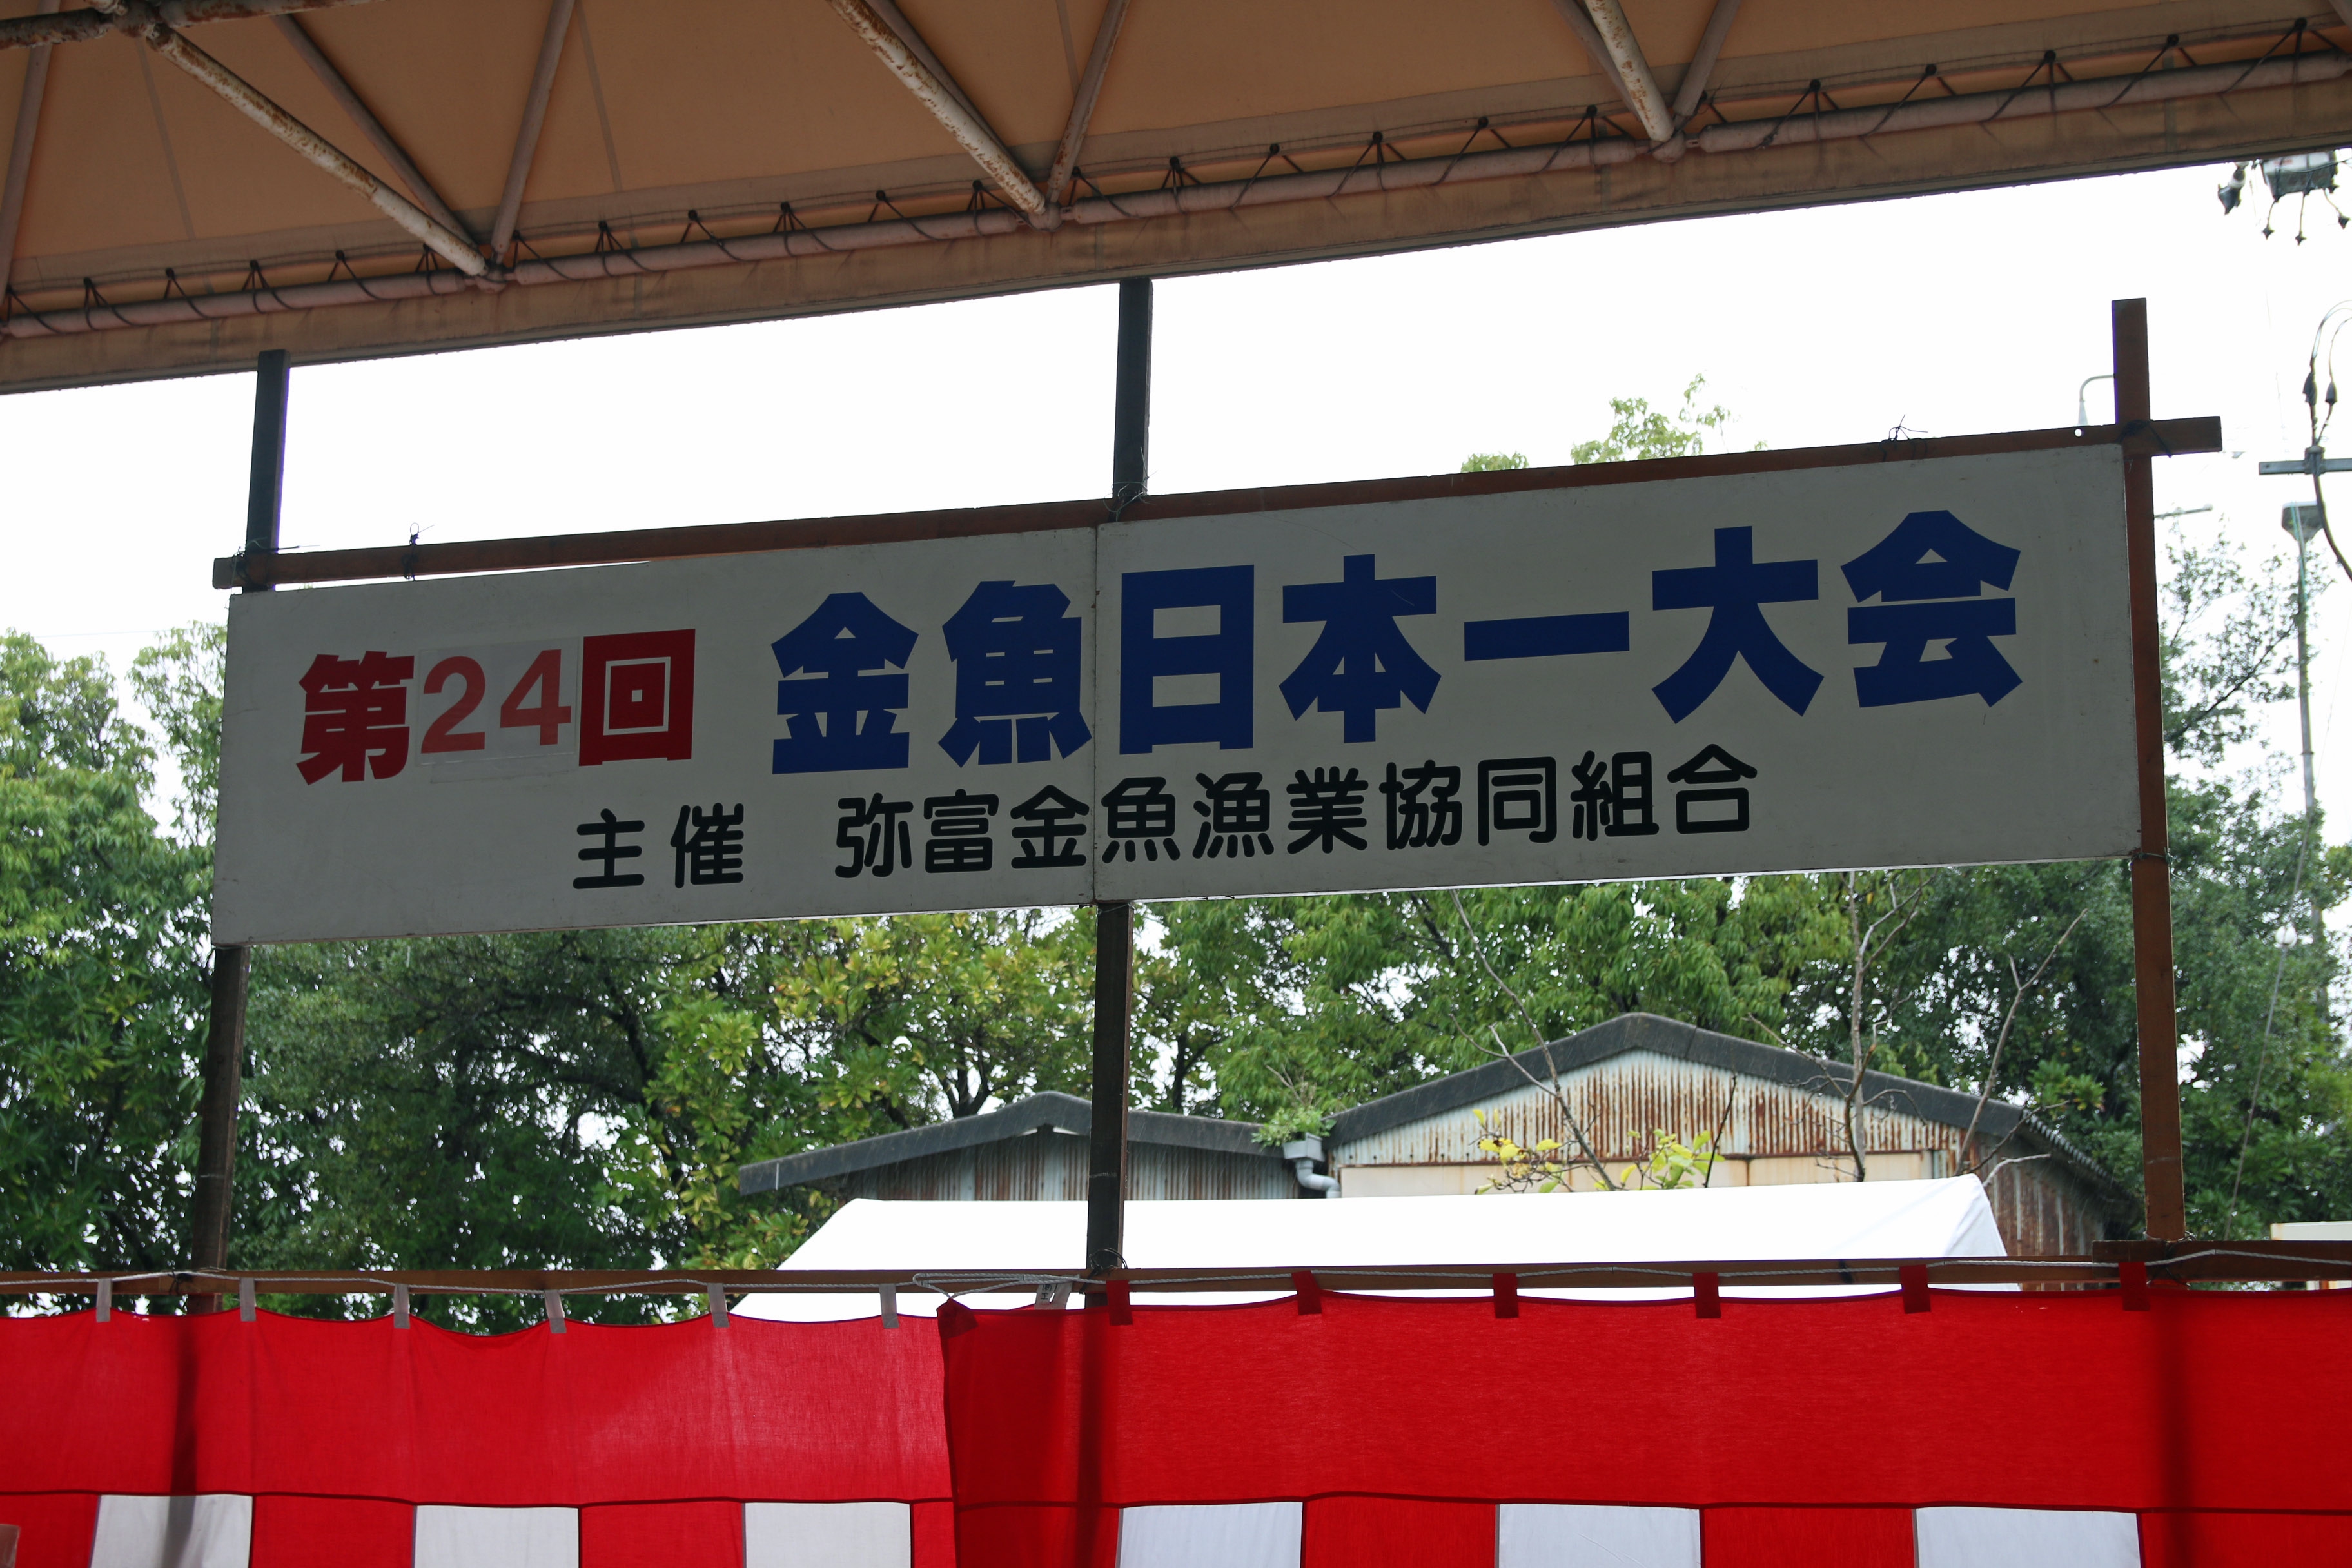 第24回 金魚日本一大会
主催 弥富金魚漁業協同組合